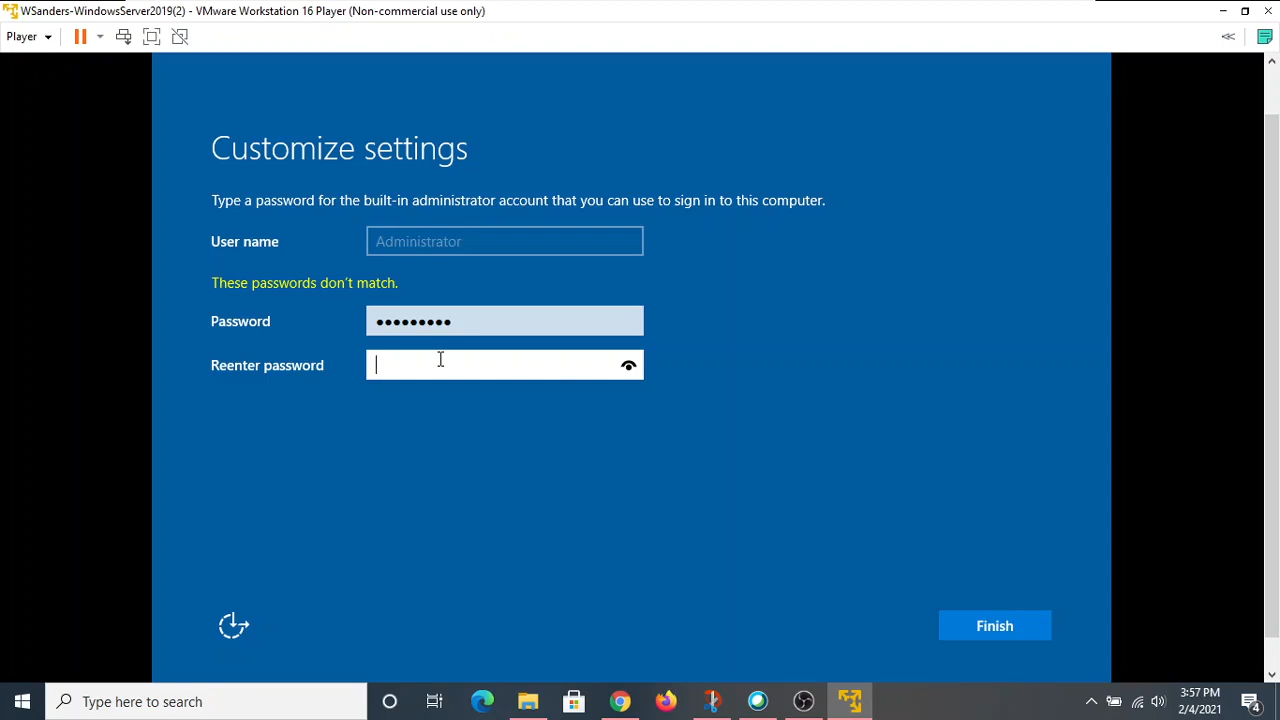 WSanders-WindowsServer2019(2) - VMware Workstation 16 Player (Non-commercial use only)
Player
Customize settings
Type a password for the built-in administrator account that you can use to sign in to this computer.
User name
Administrator
These passwords don't match.
Password
Reenter password
Finish
Type here to search
3:57 PM
2/4/2021
4